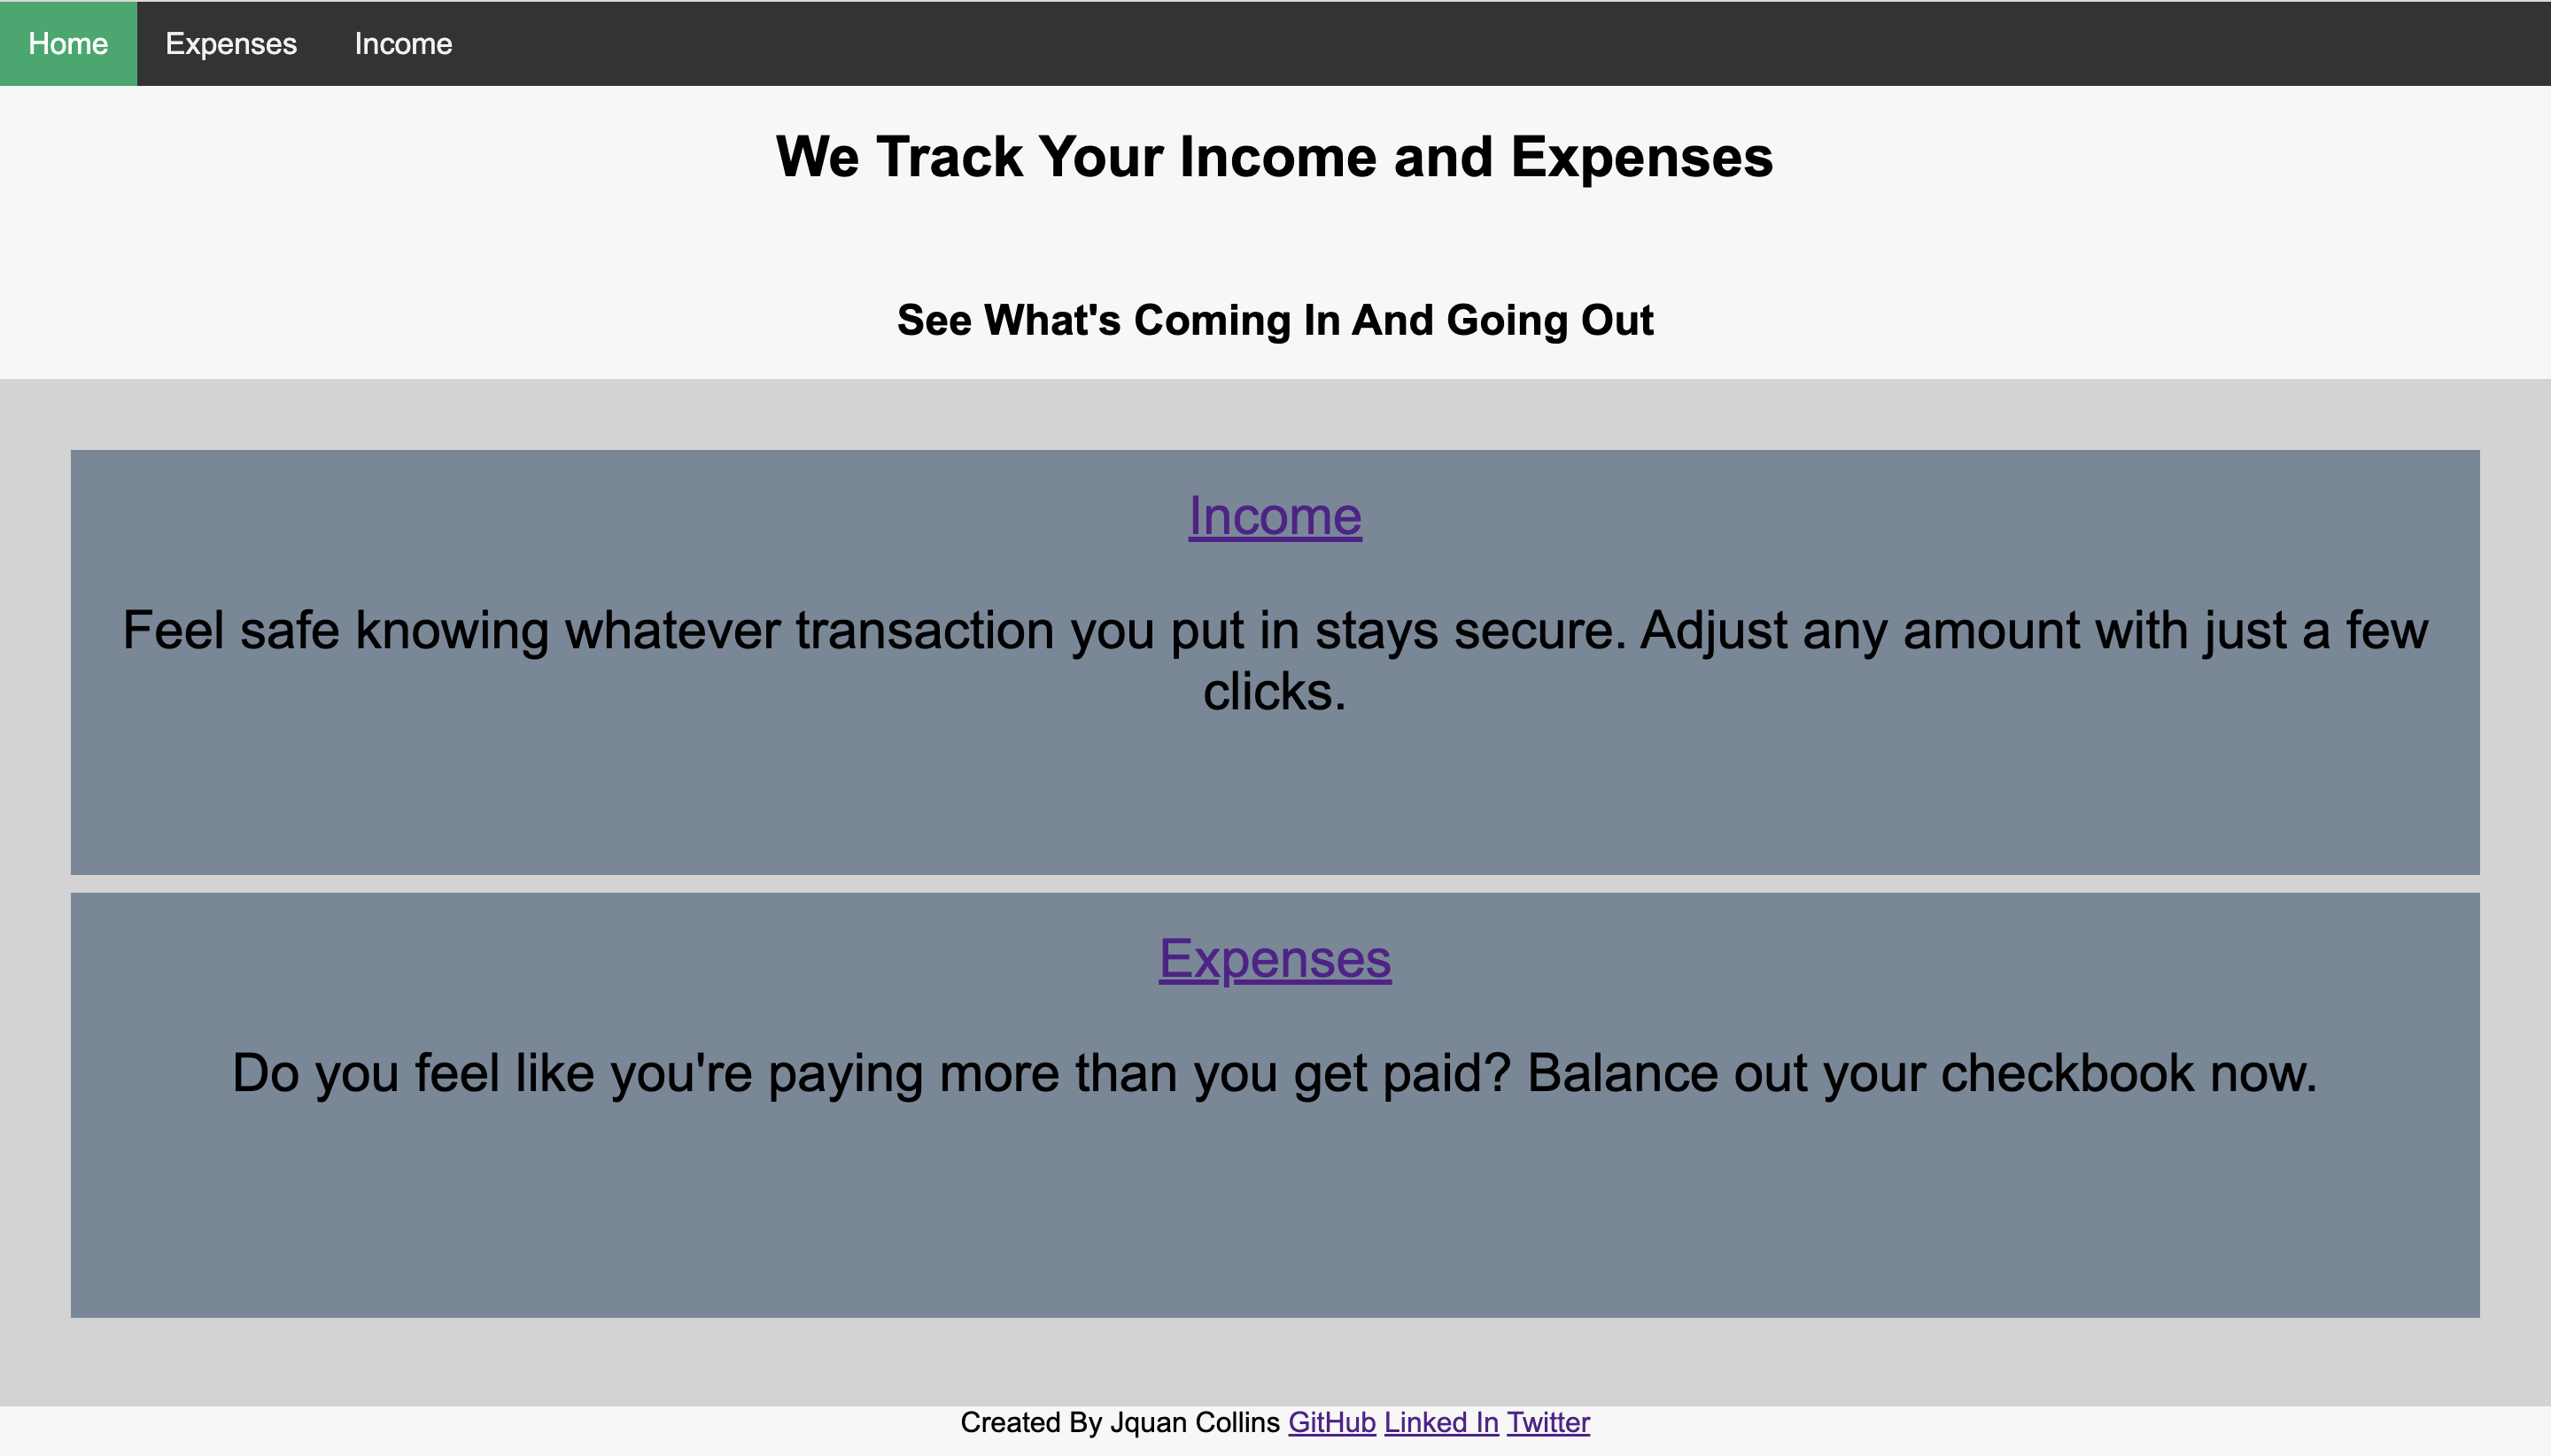 Home Expenses Income
We Track Your Income and Expenses
See What's Coming In And Going Out
Income
Feel safe knowing whatever transaction you put in stays secure. Adjust any amount with just a few
clicks.
Expenses
Do you feel like you're paying more than you get paid? Balance out your checkbook now.
Created By Jquan Collins GitHub Linked In Twitter